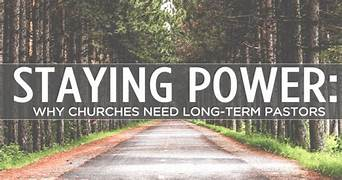 STAYING POWER:
WHY CHURCHES NEED LONG-TERM PASTORS